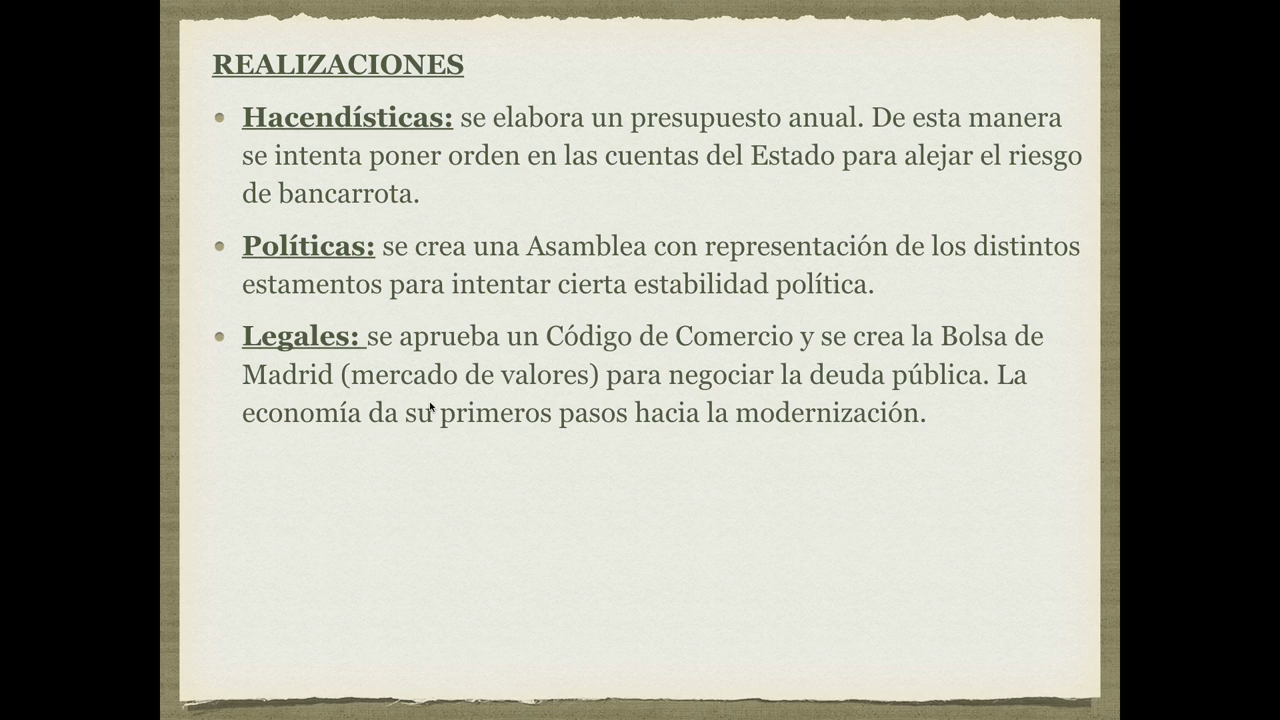 REALIZACIONES
Hacendísticas: se elabora un presupuesto anual. De esta manera
se intenta poner orden en las cuentas del Estado para alejar el riesgo
de bancarrota.
Políticas: se crea una Asamblea con representación de los distintos
estamentos para intentar cierta estabilidad política.
Legales: se aprueba un Código de Comercio y se crea la Bolsa de
Madrid (mercado de valores) para negociar la deuda pública. La
economía da su primeros pasos hacia la modernización.